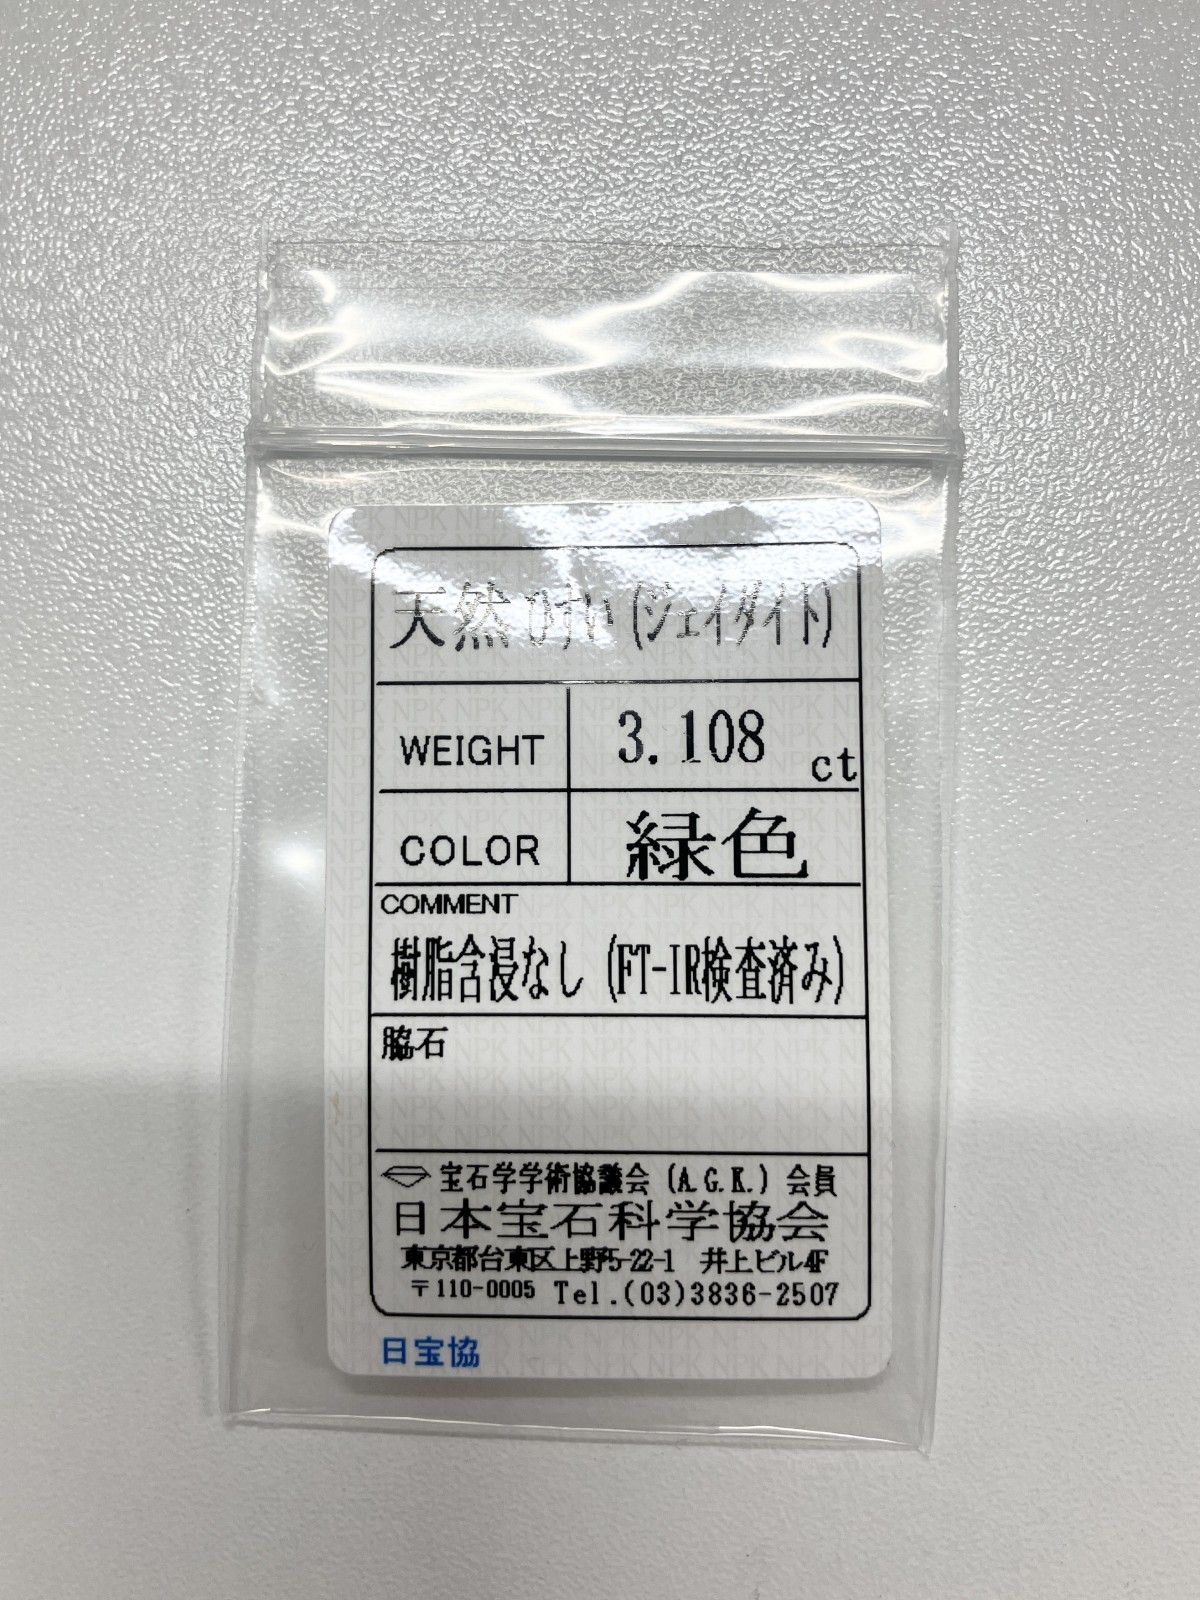 天然ひすい(ジェイダイト)
WEIGHT 3.108 ct
COLOR 緑色
COMMENT
樹脂含浸なし (FT-IR検査済み)
脇石
宝石学学術協議会 (A.G.K.) 会員
日本宝石科学協会
東京都台東区上野5-22-1 井上ビル4F
〒110-0005 Tel.(03)3836-2507
日宝協